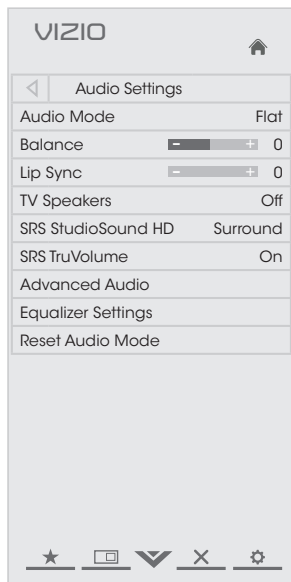 VIZIO
Audio Settings
Audio Mode Flat
Balance - + 0
Lip Sync - + 0
TV Speakers Off
SRS StudioSound HD Surround
SRS TruVolume On
Advanced Audio
Equalizer Settings
Reset Audio Mode